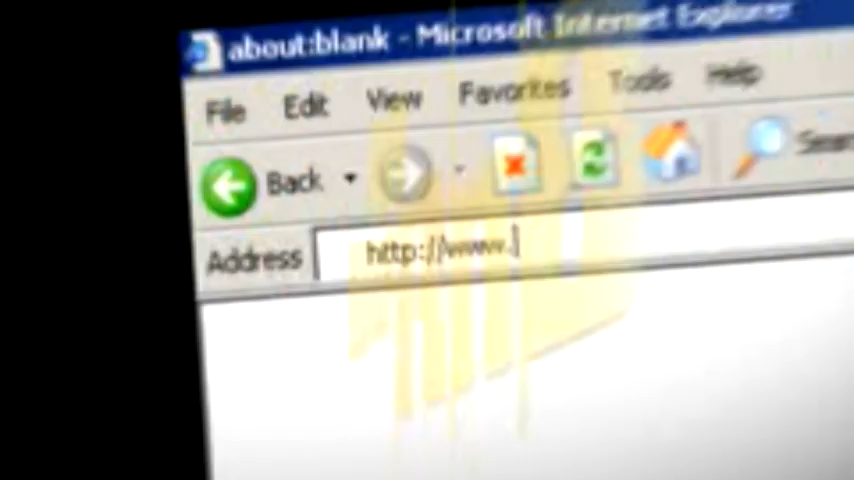 about:blank - Microsoft Internet Explorer
File Edit View Favorites Tools Help
Back
Address http://www.